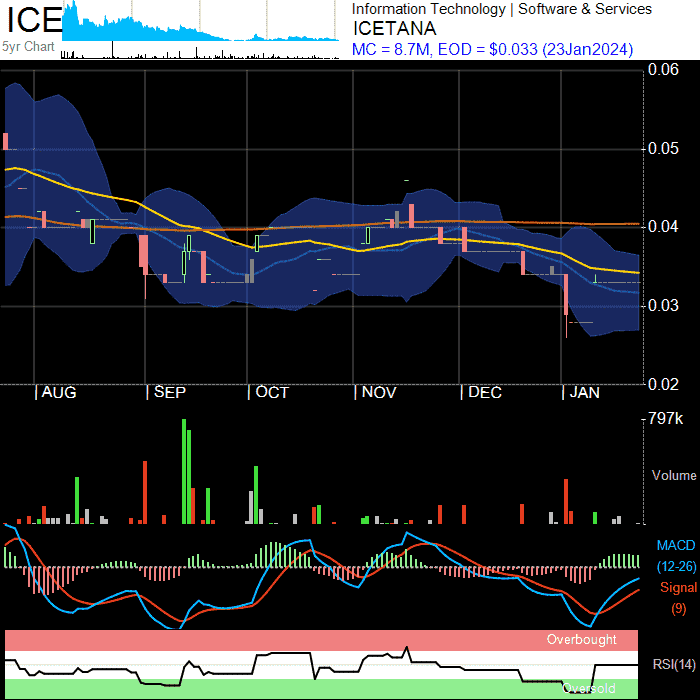 ICE
Information Technology | Software & Services
ICETANA
5yr Chart
MC = 8.7M, EOD = $0.033 (23Jan2024)
0.06
0.05
0.04
0.03
0.02
| AUG | SEP | OCT | NOV | DEC | JAN
797k
Volume
MACD
(12-26)
Signal
(9)
Overbought
RSI(14)
Oversold